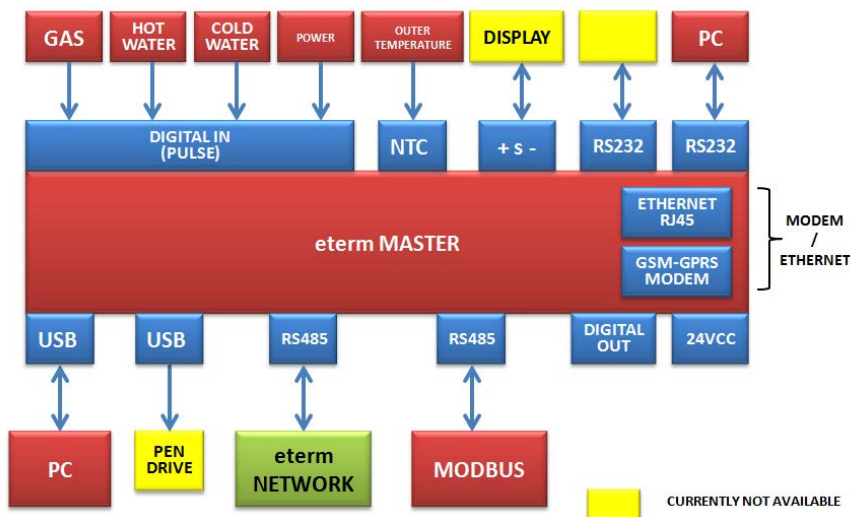 GAS
HOT
WATER
COLD
WATER
POWER
OUTER
TEMPERATURE
DISPLAY
PC
DIGITAL IN
(PULSE)
NTC
+ s -
RS232
RS232
eterm MASTER
ETHERNET
RJ45
GSM-GPRS
MODEM
MODEM
/
ETHERNET
USB
USB
RS485
RS485
DIGITAL
OUT
24VCC
PC
PEN
DRIVE
eterm
NETWORK
MODBUS
CURRENTLY NOT AVAILABLE